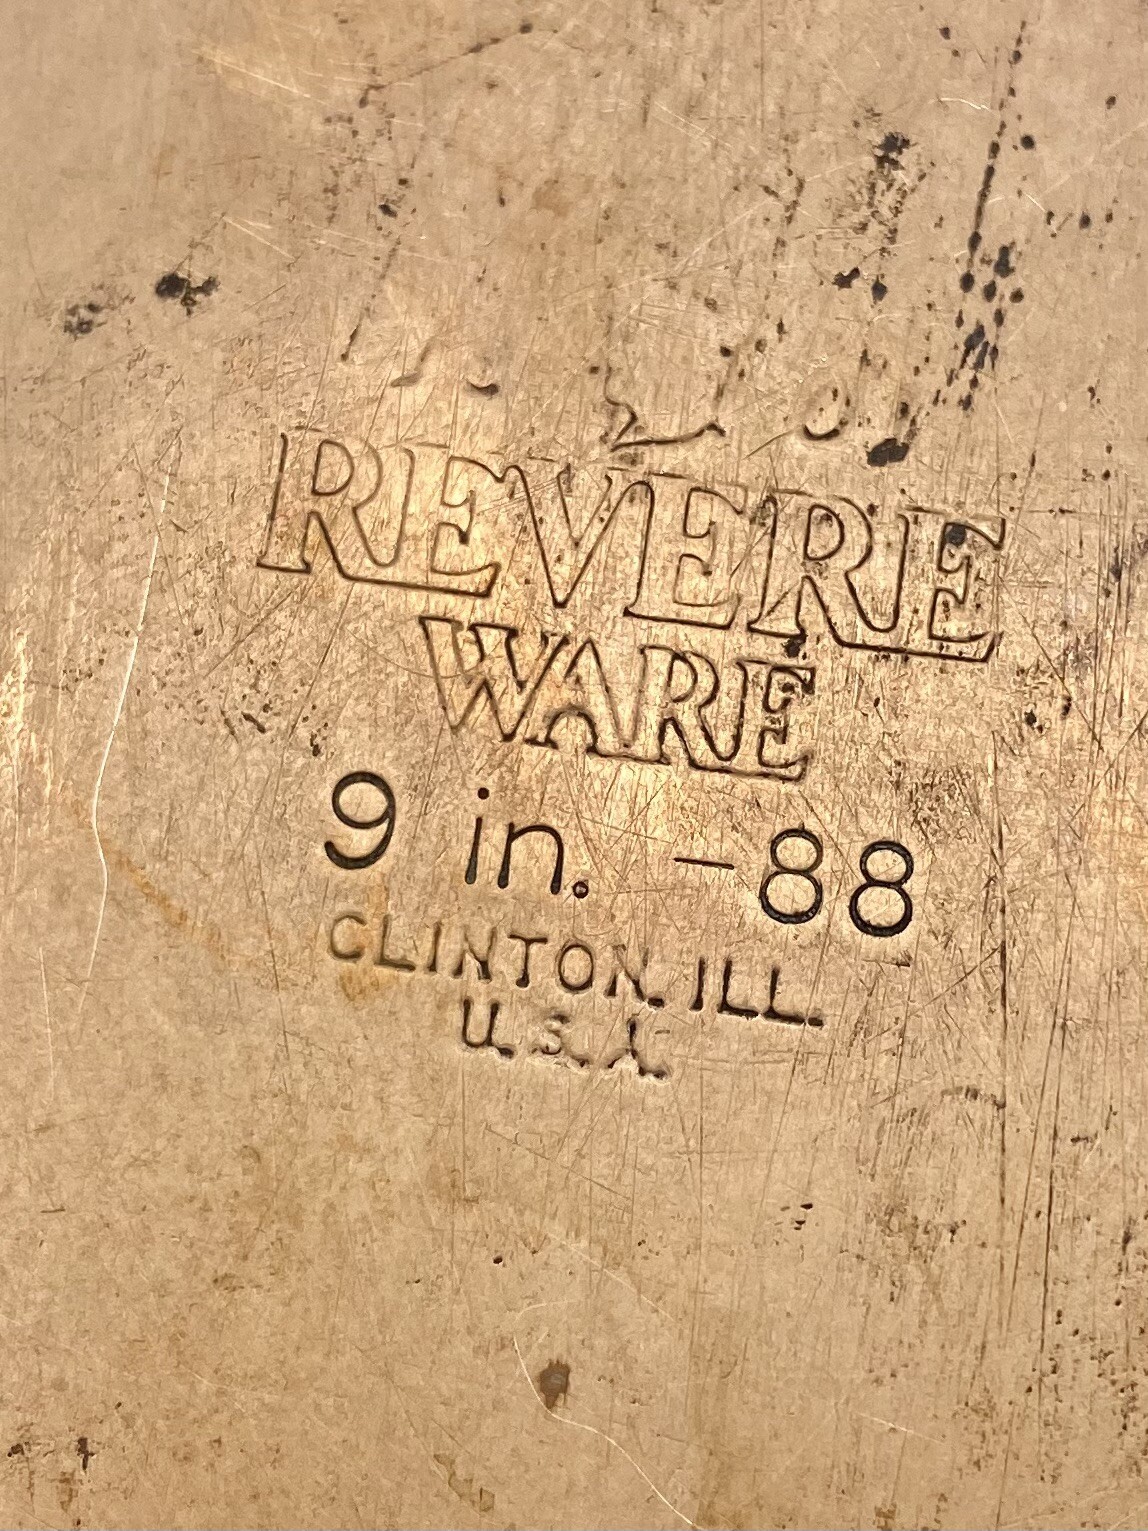 REVERE
WARE
9 in. -88
CLINTON. ILL.
U.S.A.